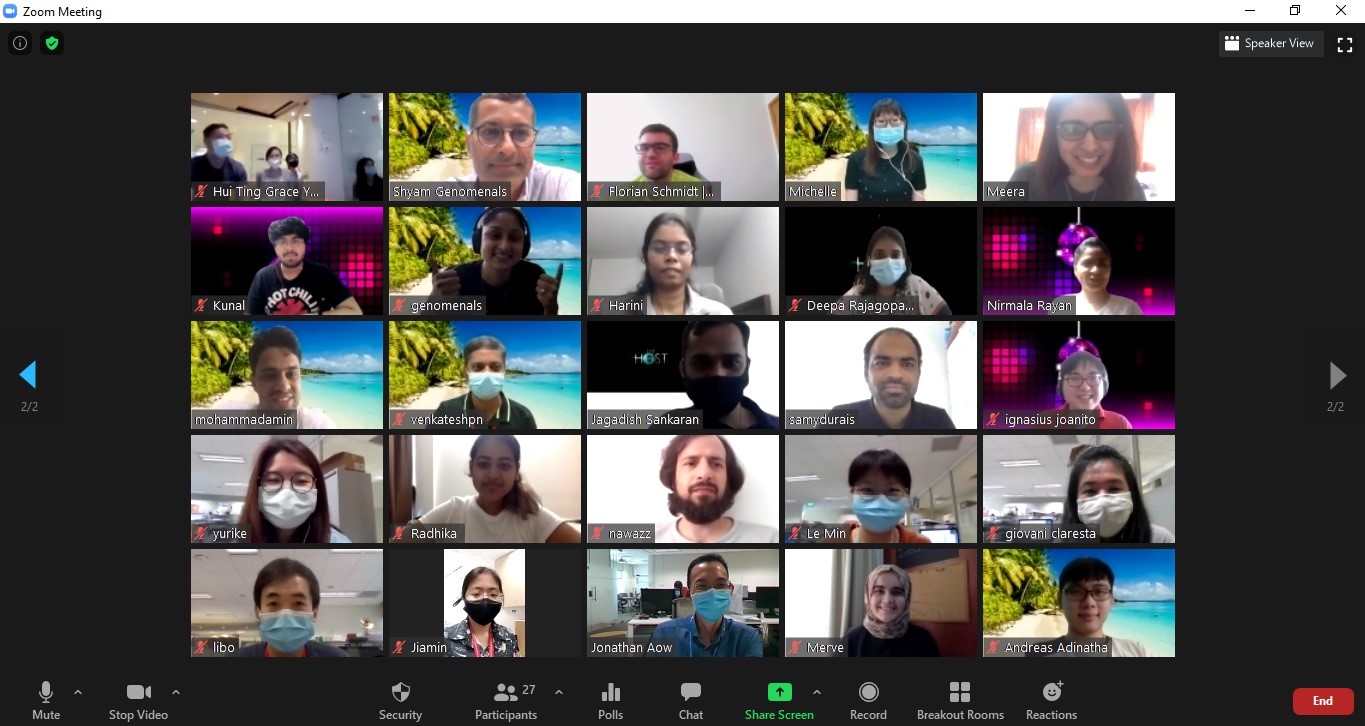 Zoom Meeting
Speaker View
Hui Ting Grace Y...
Shyam Genomenals
Florian Schmidt |...
Michelle
Meera
Kunal
genomenals
Harini
Deepa Rajagopa...
Nirmala Rayan
HOT CHILI
mohammadamin
venkateshpn
Jagadish Sankaran
samydurais
ignasius joanito
HOST
yurike
Radhika
nawazz
Le Min
giovani claresta
libo
Jiamin
Jonathan Aow
Merve
Andreas Adinatha
2/2
2/2
Mute
Stop Video
Security
27
Participants
Polls
Chat
Share Screen
Record
Breakout Rooms
Reactions
End